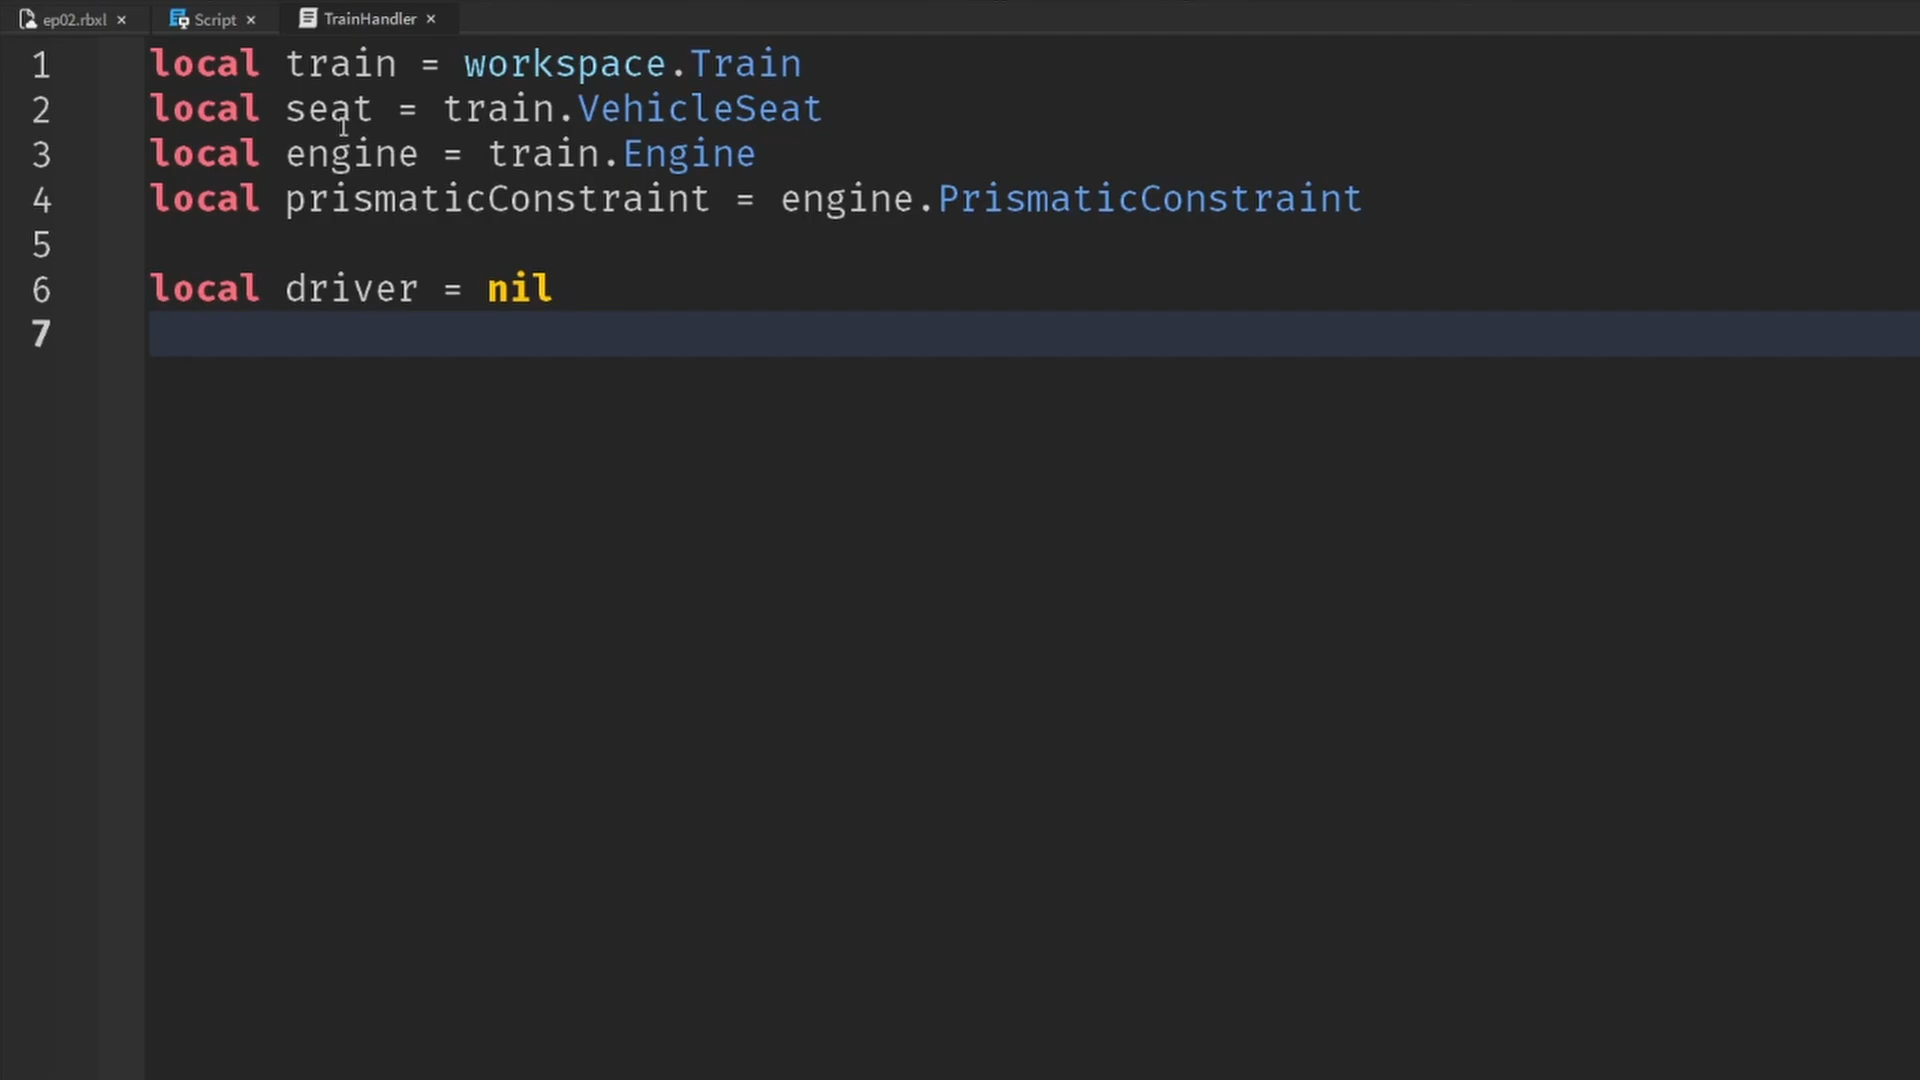 ep02.rbxl × Script × TrainHandler ×
1 local train = workspace.Train
2 local seat = train.VehicleSeat
3 local engine = train.Engine
4 local prismaticConstraint = engine.PrismaticConstraint
5
6 local driver = nil
7